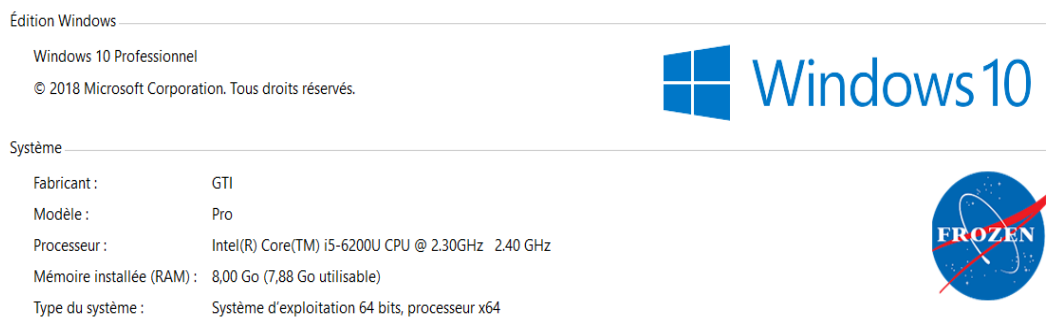 Édition Windows
Windows 10 Professionnel
© 2018 Microsoft Corporation. Tous droits réservés.
Windows 10
Système
Fabricant : GTI
Modèle : Pro
Processeur : Intel(R) Core(TM) i5-6200U CPU @ 2.30GHz 2.40 GHz
Mémoire installée (RAM) : 8,00 Go (7,88 Go utilisable)
Type du système : Système d'exploitation 64 bits, processeur x64
FROZEN